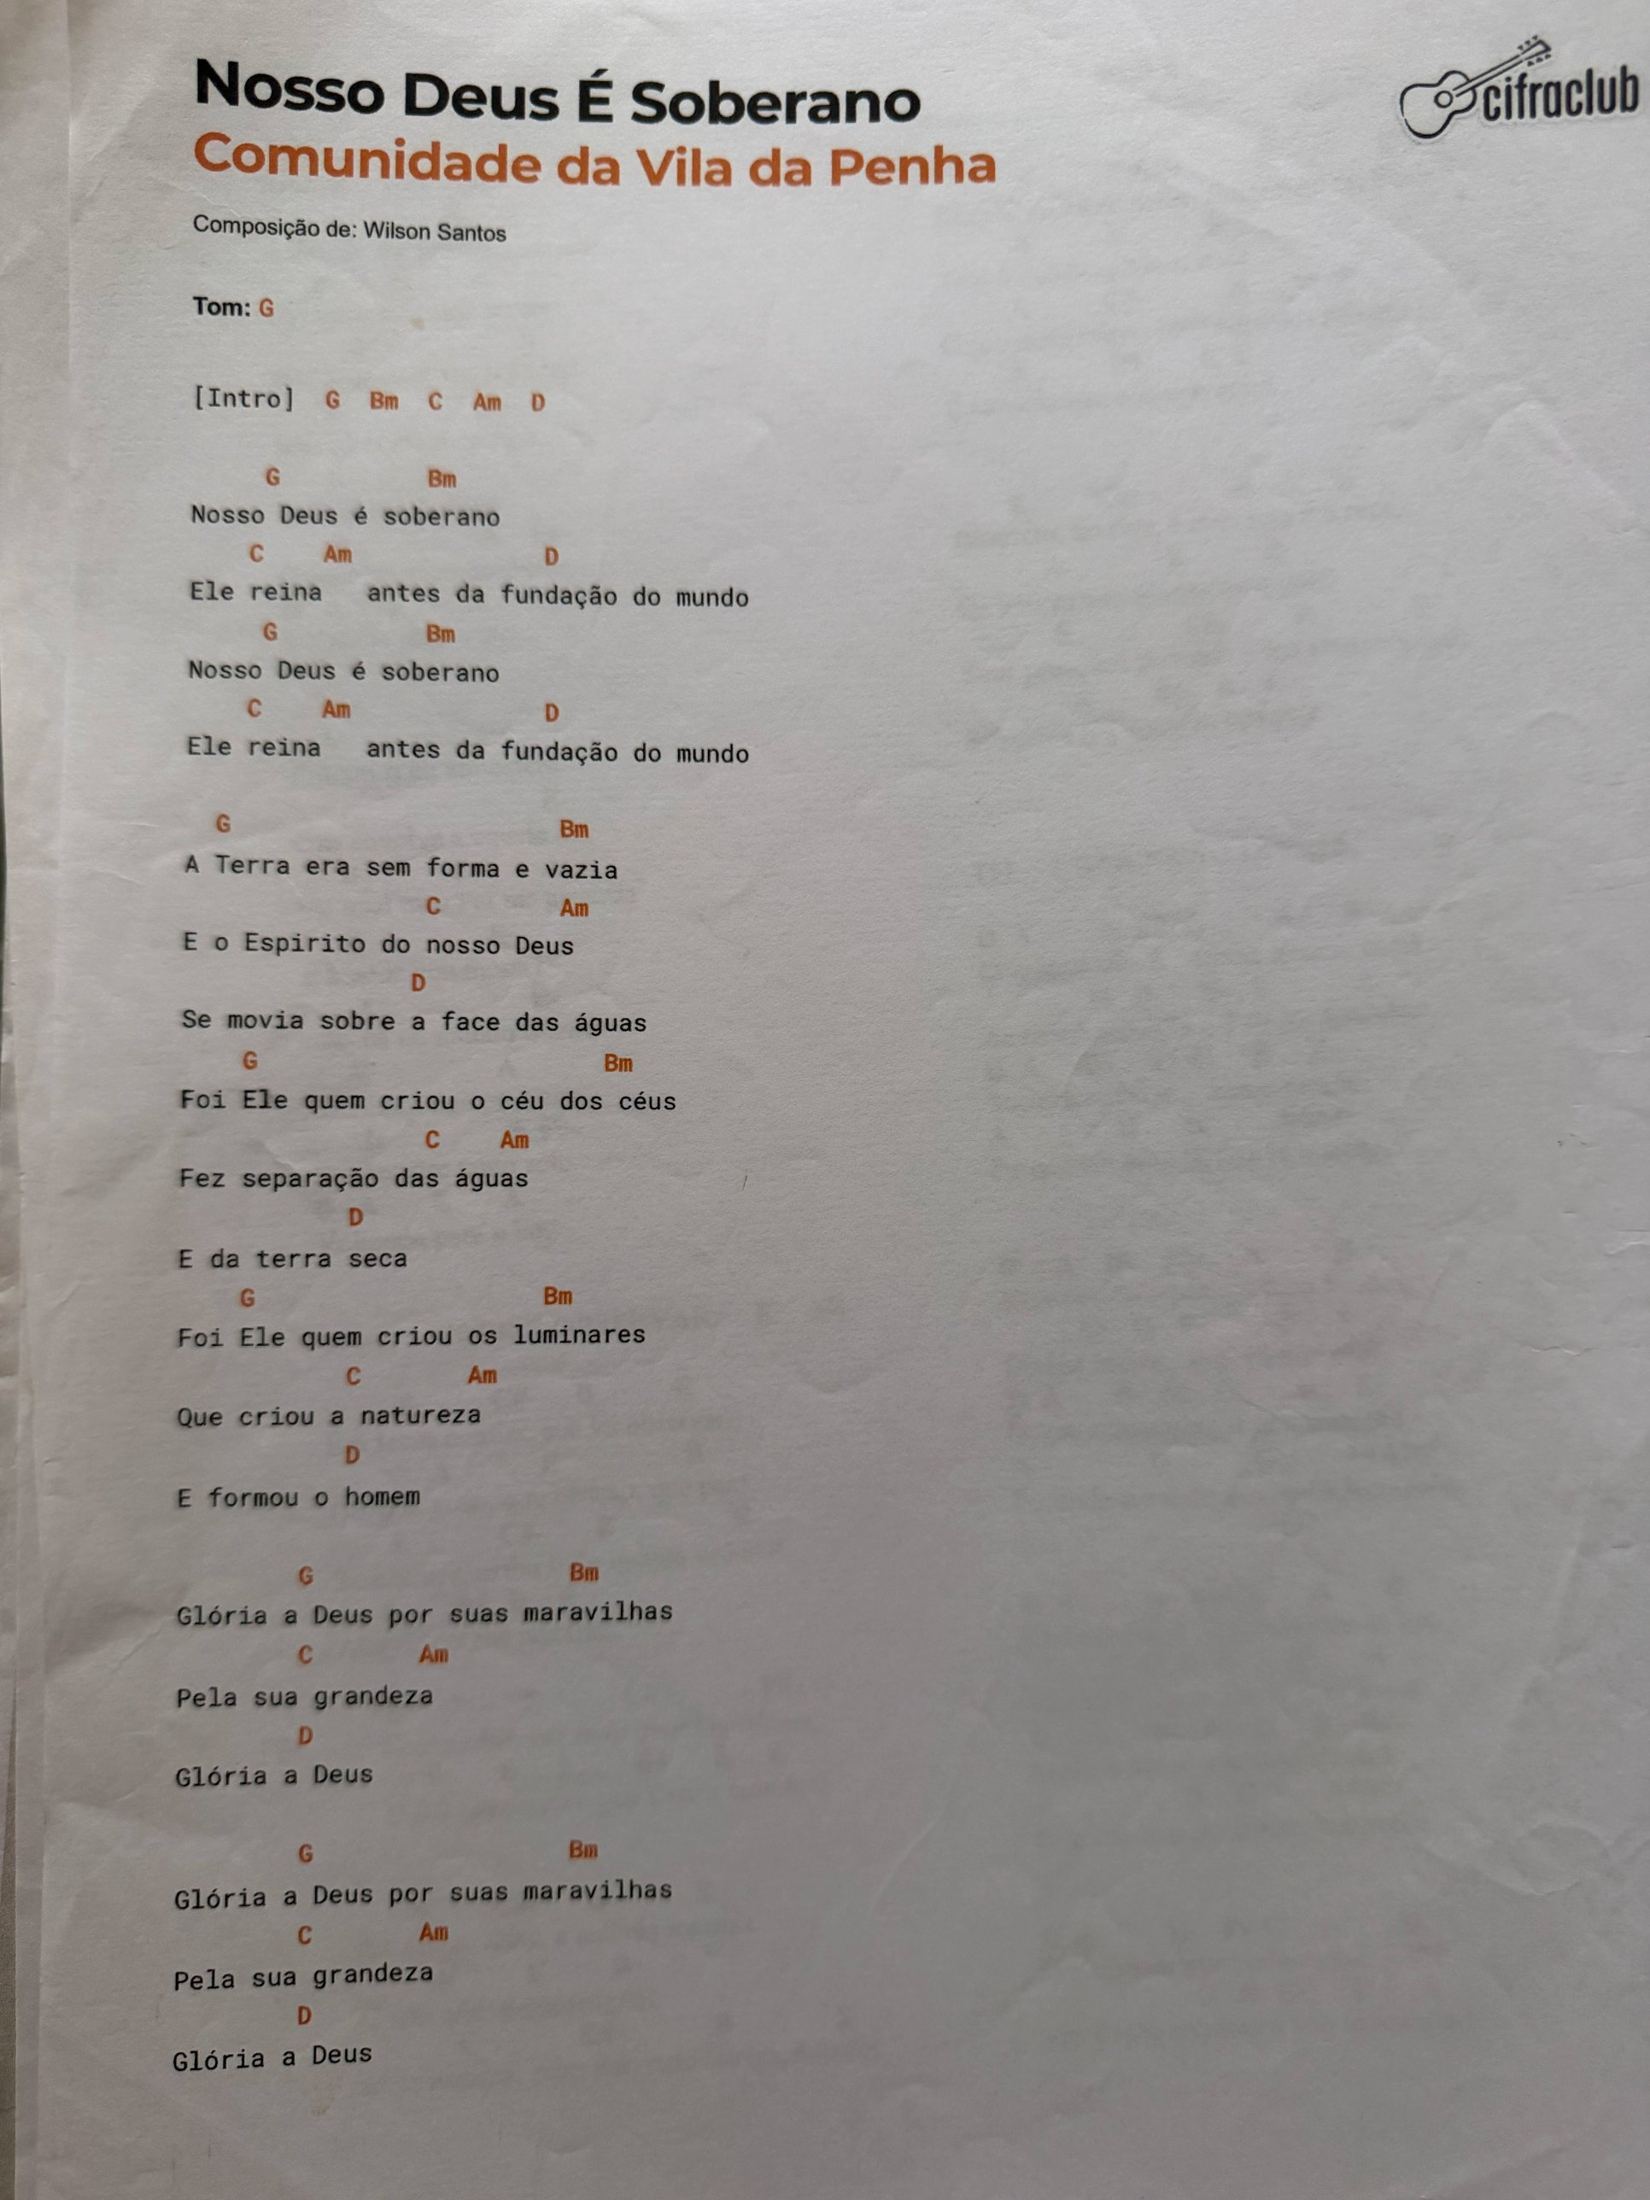 Nosso Deus É Soberano
cifraclub
Comunidade da Vila da Penha
Composição de: Wilson Santos
Tom: G
[Intro]  G  Bm  C  Am  D
     G          Bm
Nosso Deus é soberano
    C    Am             D
Ele reina   antes da fundação do mundo
     G          Bm
Nosso Deus é soberano
    C    Am             D
Ele reina   antes da fundação do mundo
  G                       Bm
A Terra era sem forma e vazia
                 C        Am
E o Espirito do nosso Deus
                D
Se movia sobre a face das águas
    G                        Bm
Foi Ele quem criou o céu dos céus
                 C    Am
Fez separação das águas
            D
E da terra seca
    G                    Bm
Foi Ele quem criou os luminares
            C       Am
Que criou a natureza
            D
E formou o homem
        G                  Bm
Glória a Deus por suas maravilhas
        C       Am
Pela sua grandeza
        D
Glória a Deus
        G                  Bm
Glória a Deus por suas maravilhas
        C       Am
Pela sua grandeza
        D
Glória a Deus